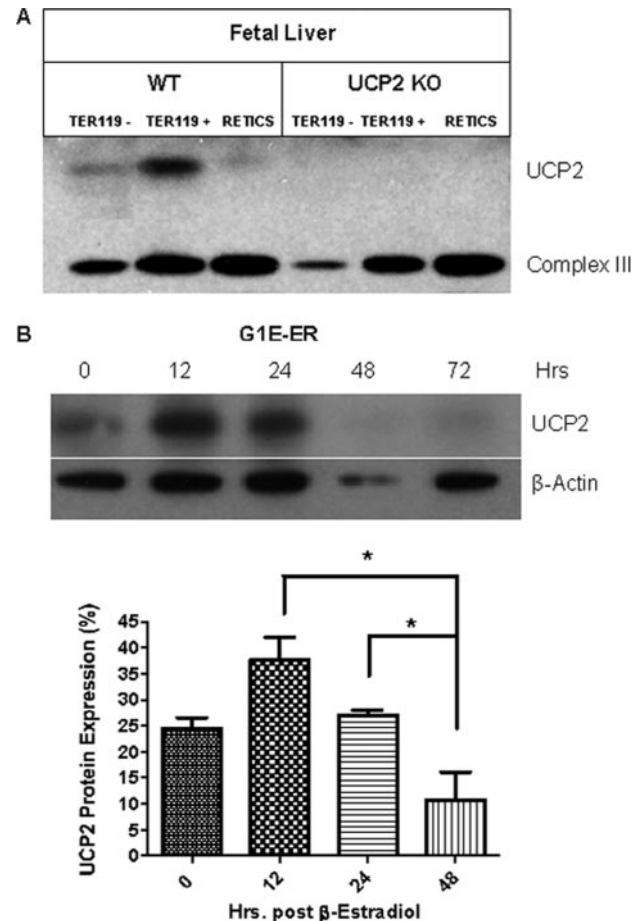 A
Fetal Liver
WT UCP2 KO
TER119 - TER119 + RETICS TER119 - TER119 + RETICS
UCP2
Complex III
B
G1E-ER
0 12 24 48 72 Hrs
UCP2
β-Actin
* 
*
UCP2 Protein Expression (%)
45
40
35
30
25
20
15
10
5
0
0 12 24 48
Hrs. post β-Estradiol